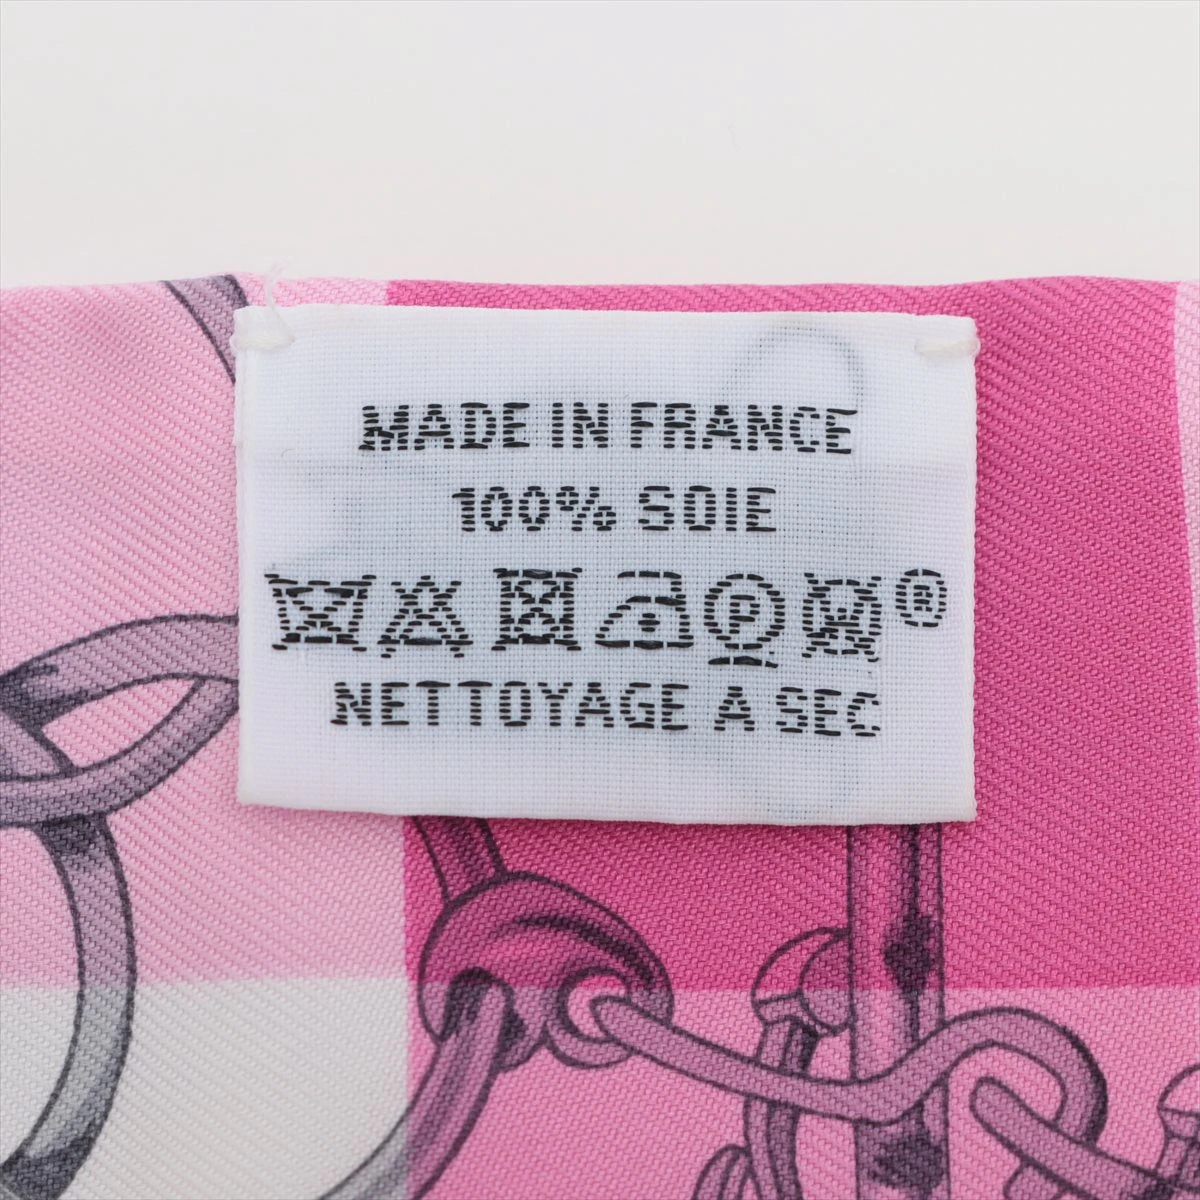 MADE IN FRANCE
100% SOIE
P ®
NETTOYAGE A SEC